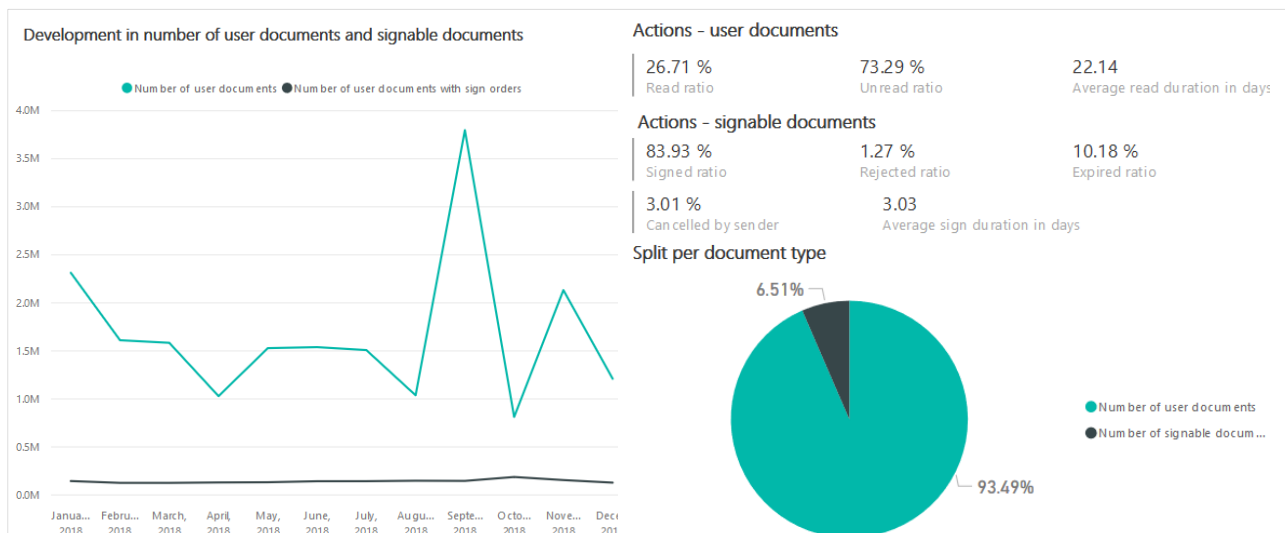 Development in number of user documents and signable documents
Number of user documents Number of user documents with sign orders
4.0M
3.5M
3.0M
2.5M
2.0M
1.5M
1.0M
0.5M
0.0M
Janua... Febru... March, April, May, June, July, Augu... Septe... Octo... Nove... Dece
2018 2018 2018 2018 2018 2018 2018 2018 2018 2018 2018 201
Actions - user documents
26.71 % 73.29 % 22.14
Read ratio Unread ratio Average read duration in days
Actions - signable documents
83.93 % 1.27 % 10.18 %
Signed ratio Rejected ratio Expired ratio
3.01 % 3.03
Cancelled by sender Average sign duration in days
Split per document type
6.51%
Number of user documents
Number of signable docum...
93.49%